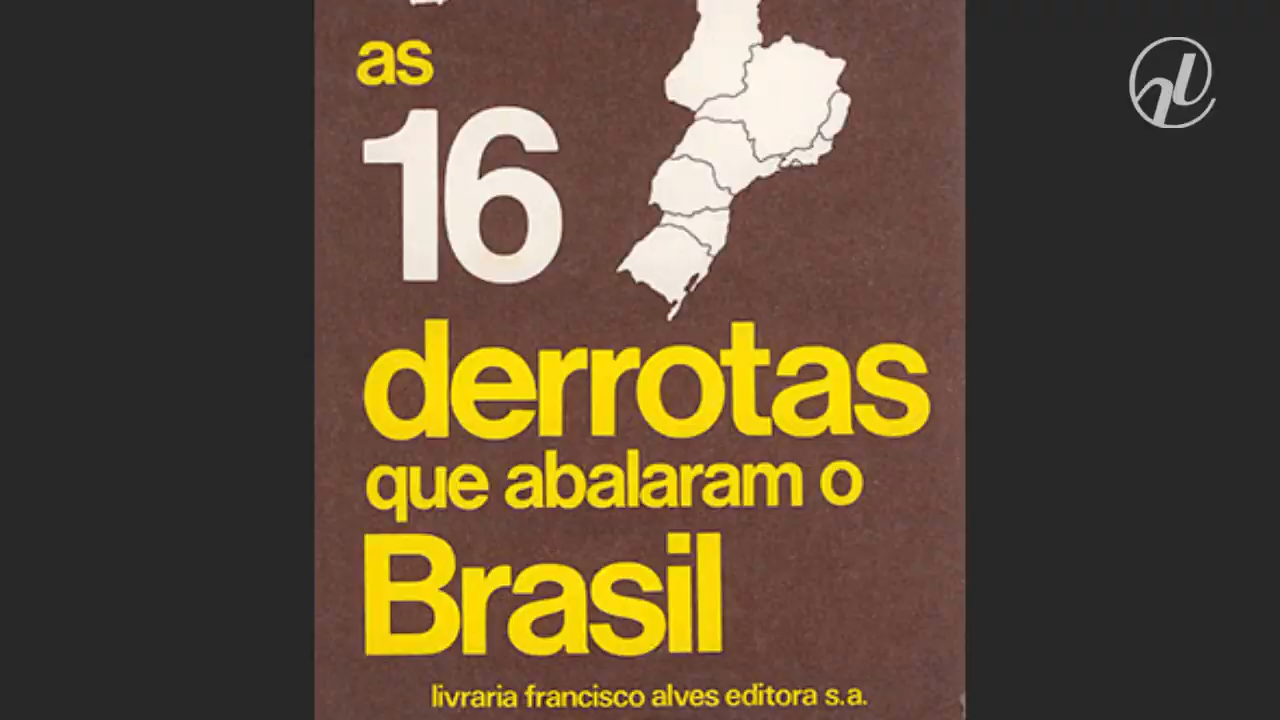 as
16
derrotas
que abalaram o
Brasil
livraria francisco alves editora s.a.